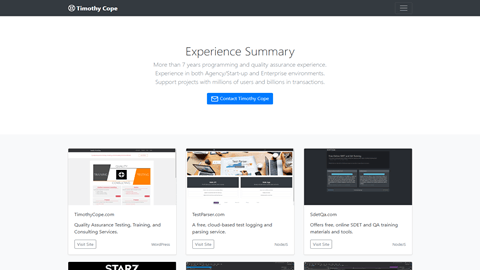 Timothy Cope
Experience Summary
More than 7 years programming and quality assurance experience.
Experience in both Agency/Start-up and Enterprise environments.
Support projects with millions of users and billions in transactions.
Contact Timothy Cope
TimothyCope.com
Quality Assurance Testing, Training, and
Consulting Services.
Visit Site
WordPress
TestParser.com
A free, cloud-based text logging and
parsing service.
Visit Site
SdetQa.com
Offers free, online SDET and QA training
materials and tools.
Visit Site
STARZ